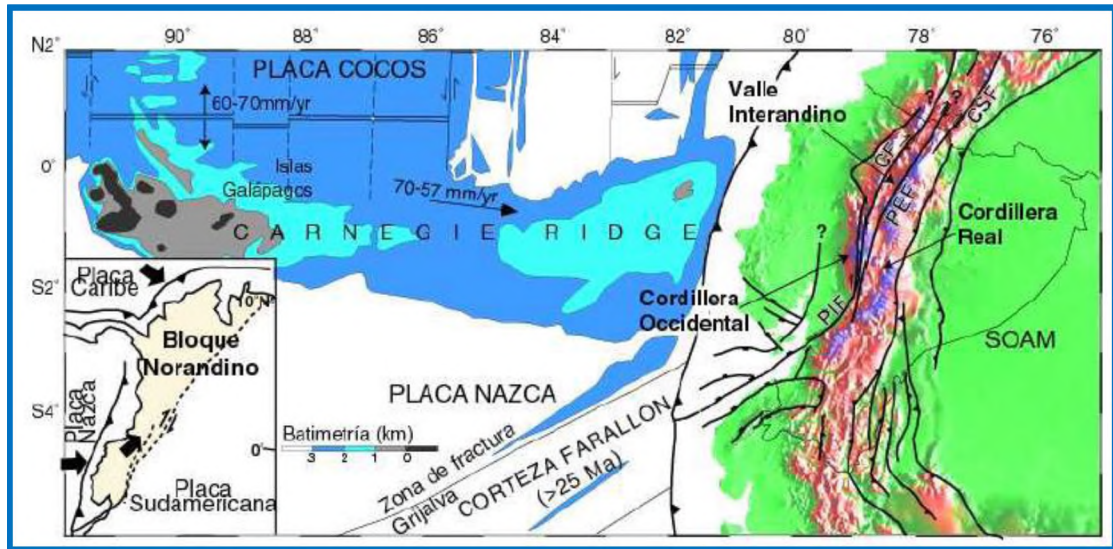 N2° 90° 88° 86° 84° 82° 80° 78° 76°
PLACA COCOS
60-70mm/yr
Valle
Interandino
? ?
CSF
0°
Islas
Galápagos
70-57 mm/yr
PEF
CARNEGIE RIDGE
?
Cordillera
Real
S2°
Cordillera
Occidental
PIF
SOAM
Placa
Caribe
10°N
Bloque
Norandino
Placa
Nazca
0°
Placa
Sudamericana
PLACA NAZCA
S4°
Batimetría (km)
3 2 1 0
Zona de fractura
Grijalva
CORTEZA FARALLON
(>25 Ma)